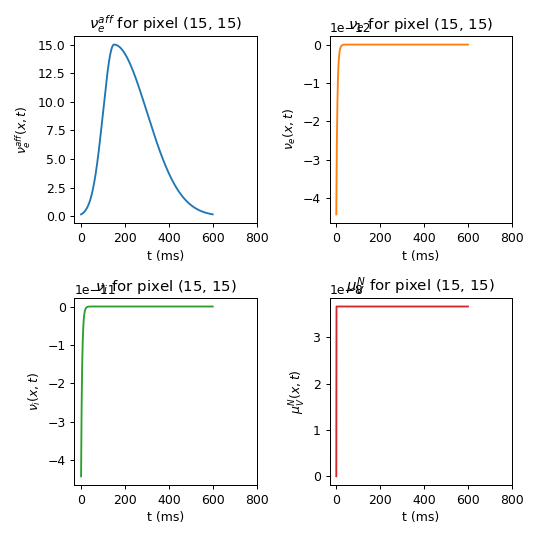 ν_e^{aff} for pixel (15, 15)
15.0
12.5
10.0
7.5
5.0
2.5
0.0
ν_e^{aff}(x, t)
0 200 400 600 800
t (ms)
1e−12
ν_e for pixel (15, 15)
0
−1
−2
−3
−4
ν_e(x, t)
0 200 400 600 800
t (ms)
1e−11
ν_i for pixel (15, 15)
0
−1
−2
−3
−4
ν_i(x, t)
0 200 400 600 800
t (ms)
1e−8
μ_V^N for pixel (15, 15)
3
2
1
0
μ_V^N(x, t)
0 200 400 600 800
t (ms)